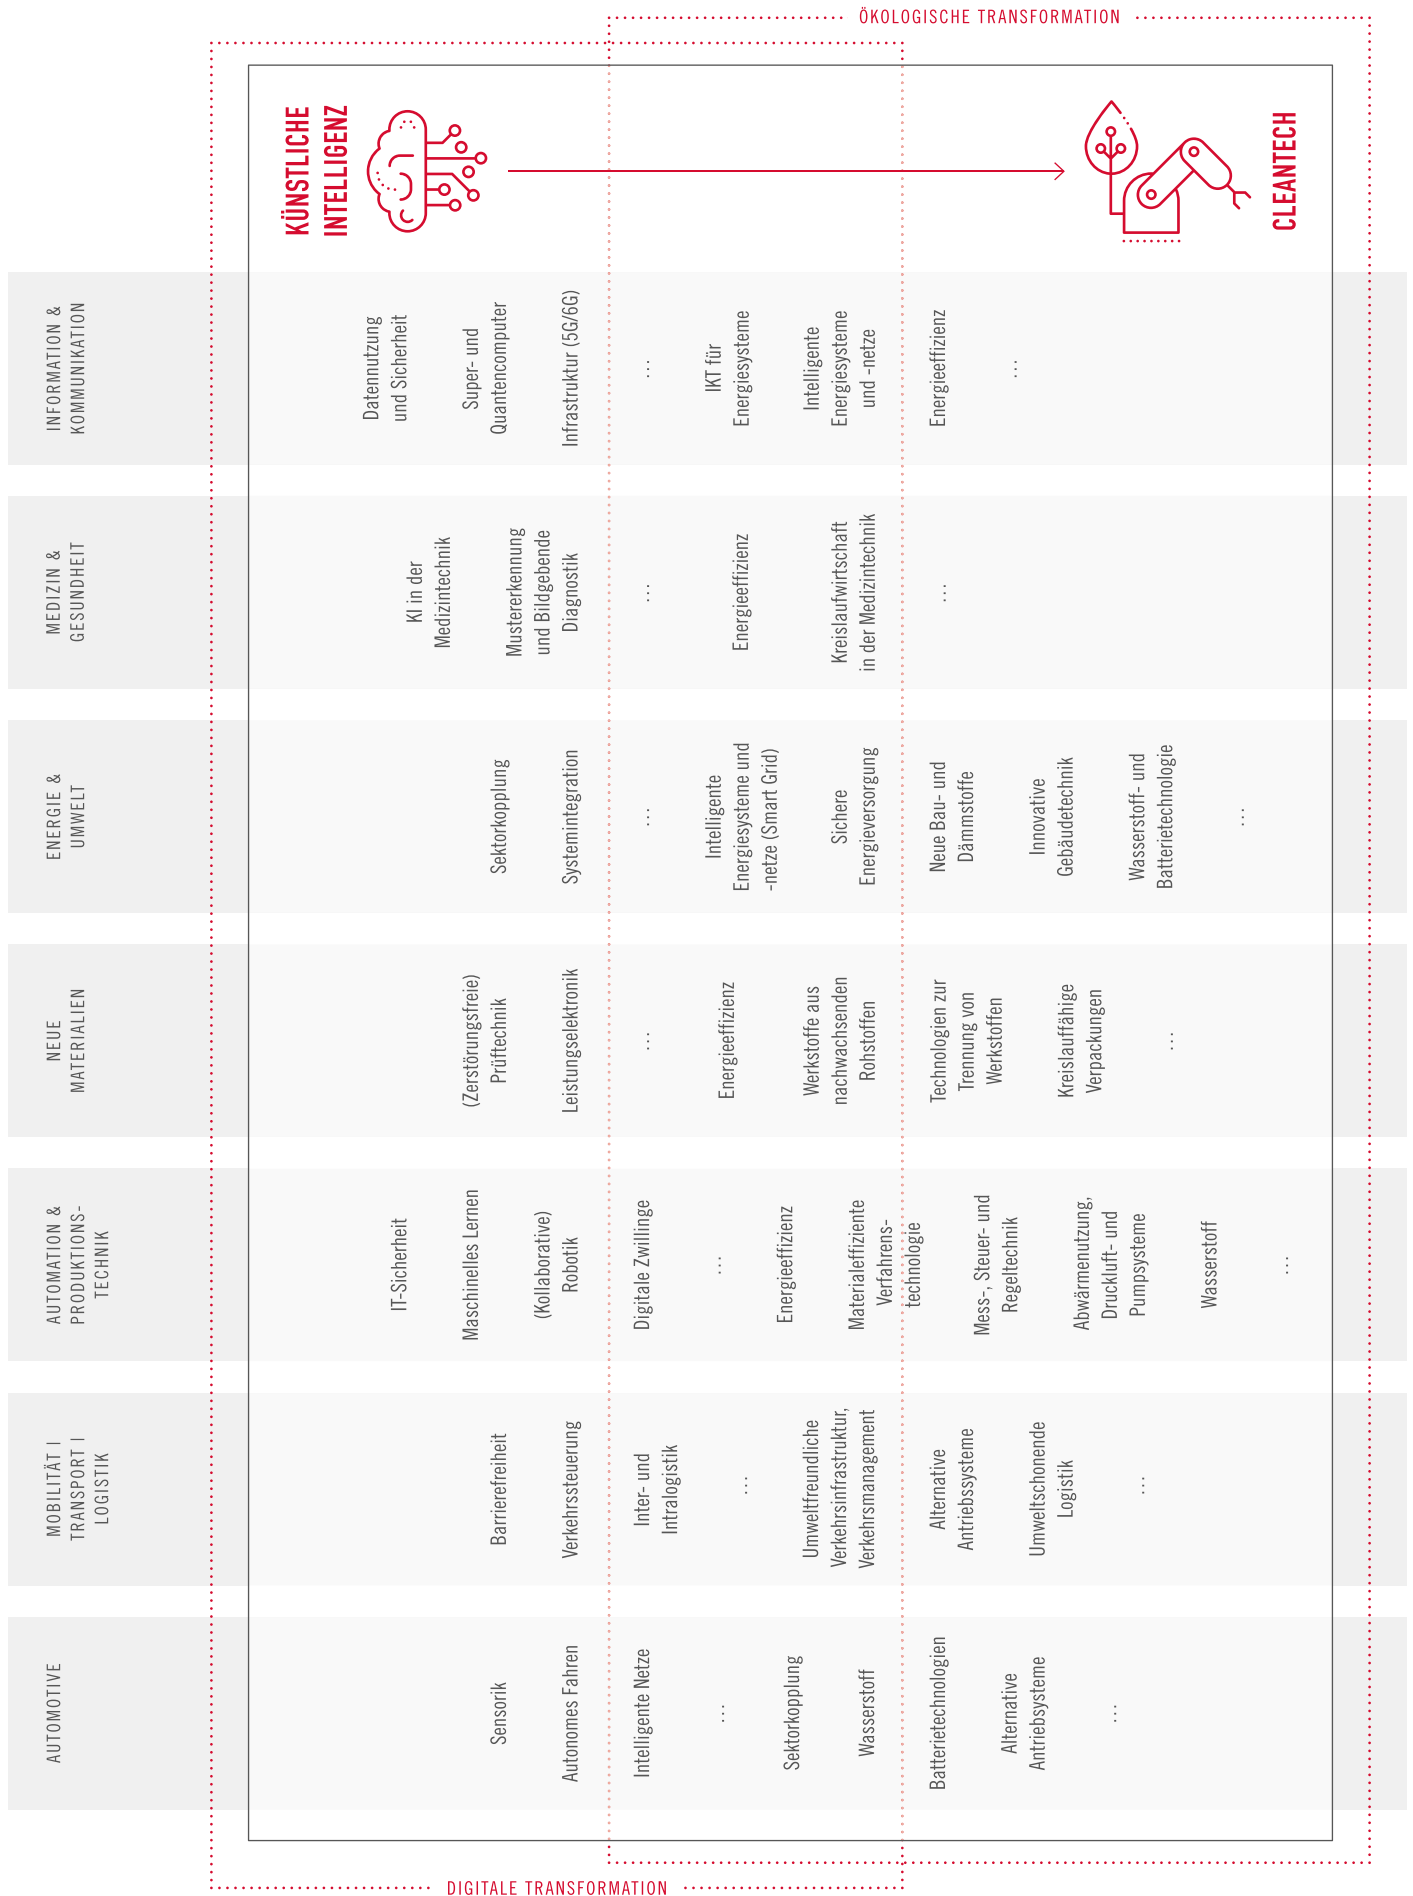 ÖKOLOGISCHE TRANSFORMATION
KÜNSTLICHE
INTELLIGENZ
CLEANTECH
INFORMATION &
KOMMUNIKATION
Datennutzung
und Sicherheit
Super- und
Quantencomputer
Infrastruktur (5G/6G)
...
IKT für
Energiesysteme
Intelligente
Energiesysteme
und -netze
Energieeffizienz
...
MEDIZIN &
GESUNDHEIT
KI in der
Medizintechnik
Mustererkennung
und Bildgebende
Diagnostik
...
Energieeffizienz
Kreislaufwirtschaft
in der Medizintechnik
...
ENERGIE &
UMWELT
Sektorkopplung
Systemintegration
...
Intelligente
Energiesysteme und
-netze (Smart Grid)
Sichere
Energieversorgung
Neue Bau- und
Dämmstoffe
Innovative
Gebäudetechnik
Wasserstoff- und
Batterietechnologie
...
NEUE
MATERIALIEN
(Zerstörungsfreie)
Prüftechnik
Leistungselektronik
...
Energieeffizienz
Werkstoffe aus
nachwachsenden
Rohstoffen
Technologien zur
Trennung von
Werkstoffen
Kreislauffähige
Verpackungen
...
AUTOMATION &
PRODUKTIONS-
TECHNIK
IT-Sicherheit
Maschinelles Lernen
(Kollaborative)
Robotik
Digitale Zwillinge
...
Energieeffizienz
Materialeffiziente
Verfahrens-
technologie
Mess-, Steuer- und
Regeltechnik
Abwärmenutzung,
Druckluft- und
Pumpsysteme
Wasserstoff
...
MOBILITÄT I
TRANSPORT I
LOGISTIK
Barrierefreiheit
Verkehrssteuerung
Inter- und
Intralogistik
...
Umweltfreundliche
Verkehrsinfrastruktur,
Verkehrsmanagement
Alternative
Antriebssysteme
Umweltschonende
Logistik
...
AUTOMOTIVE
Sensorik
Autonomes Fahren
Intelligente Netze
...
Sektorkopplung
Wasserstoff
Batterietechnologien
Alternative
Antriebsysteme
...
DIGITALE TRANSFORMATION